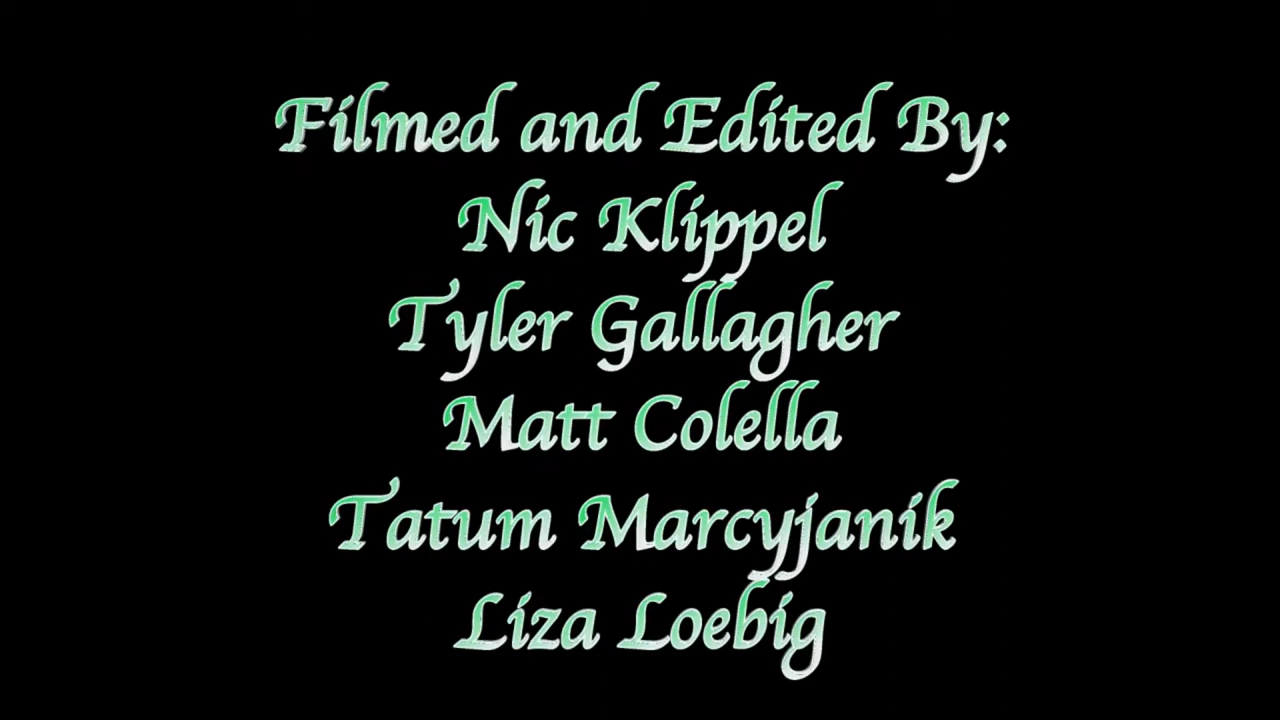 Filmed and Edited By:
Nic Klippel
Tyler Gallagher
Matt Colella
Tatum Marcyjanik
Liza Loebig